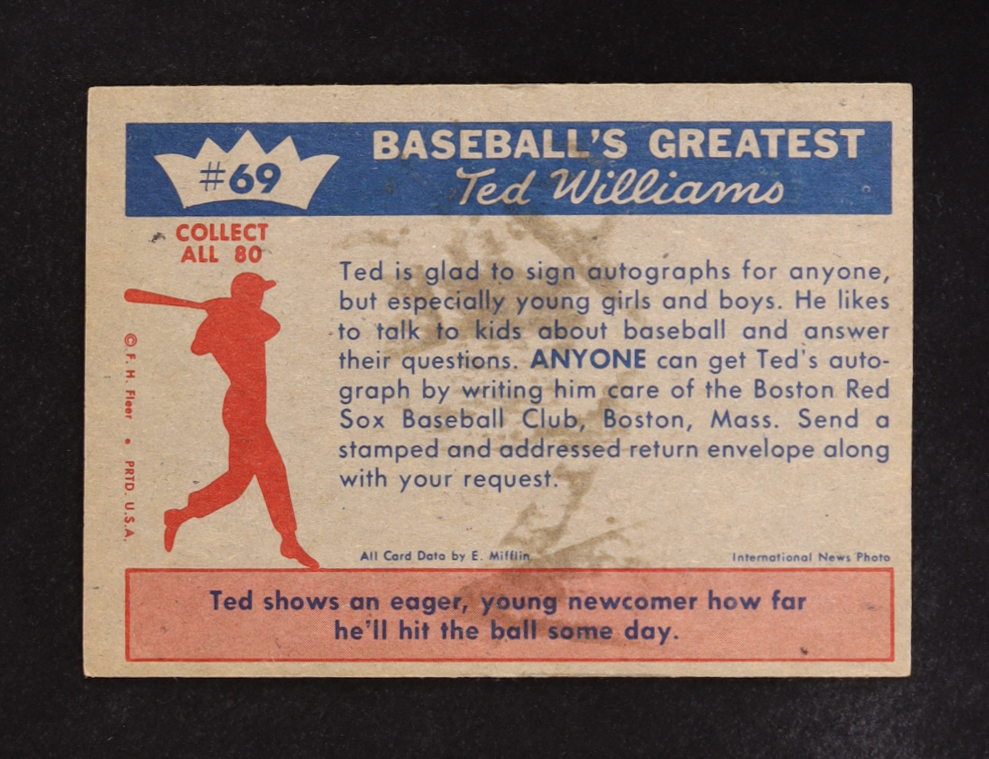 #69
BASEBALL'S GREATEST
Ted Williams
COLLECT
ALL 80
Ted is glad to sign autographs for anyone,
but especially young girls and boys. He likes
to talk to kids about baseball and answer
their questions. ANYONE can get Ted's auto-
graph by writing him care of the Boston Red
Sox Baseball Club, Boston, Mass. Send a
stamped and addressed return envelope along
with your request.
© F. H. Fleer • PRTD. U.S.A.
All Card Data by E. Mifflin
International News Photo
Ted shows an eager, young newcomer how far
he'll hit the ball some day.